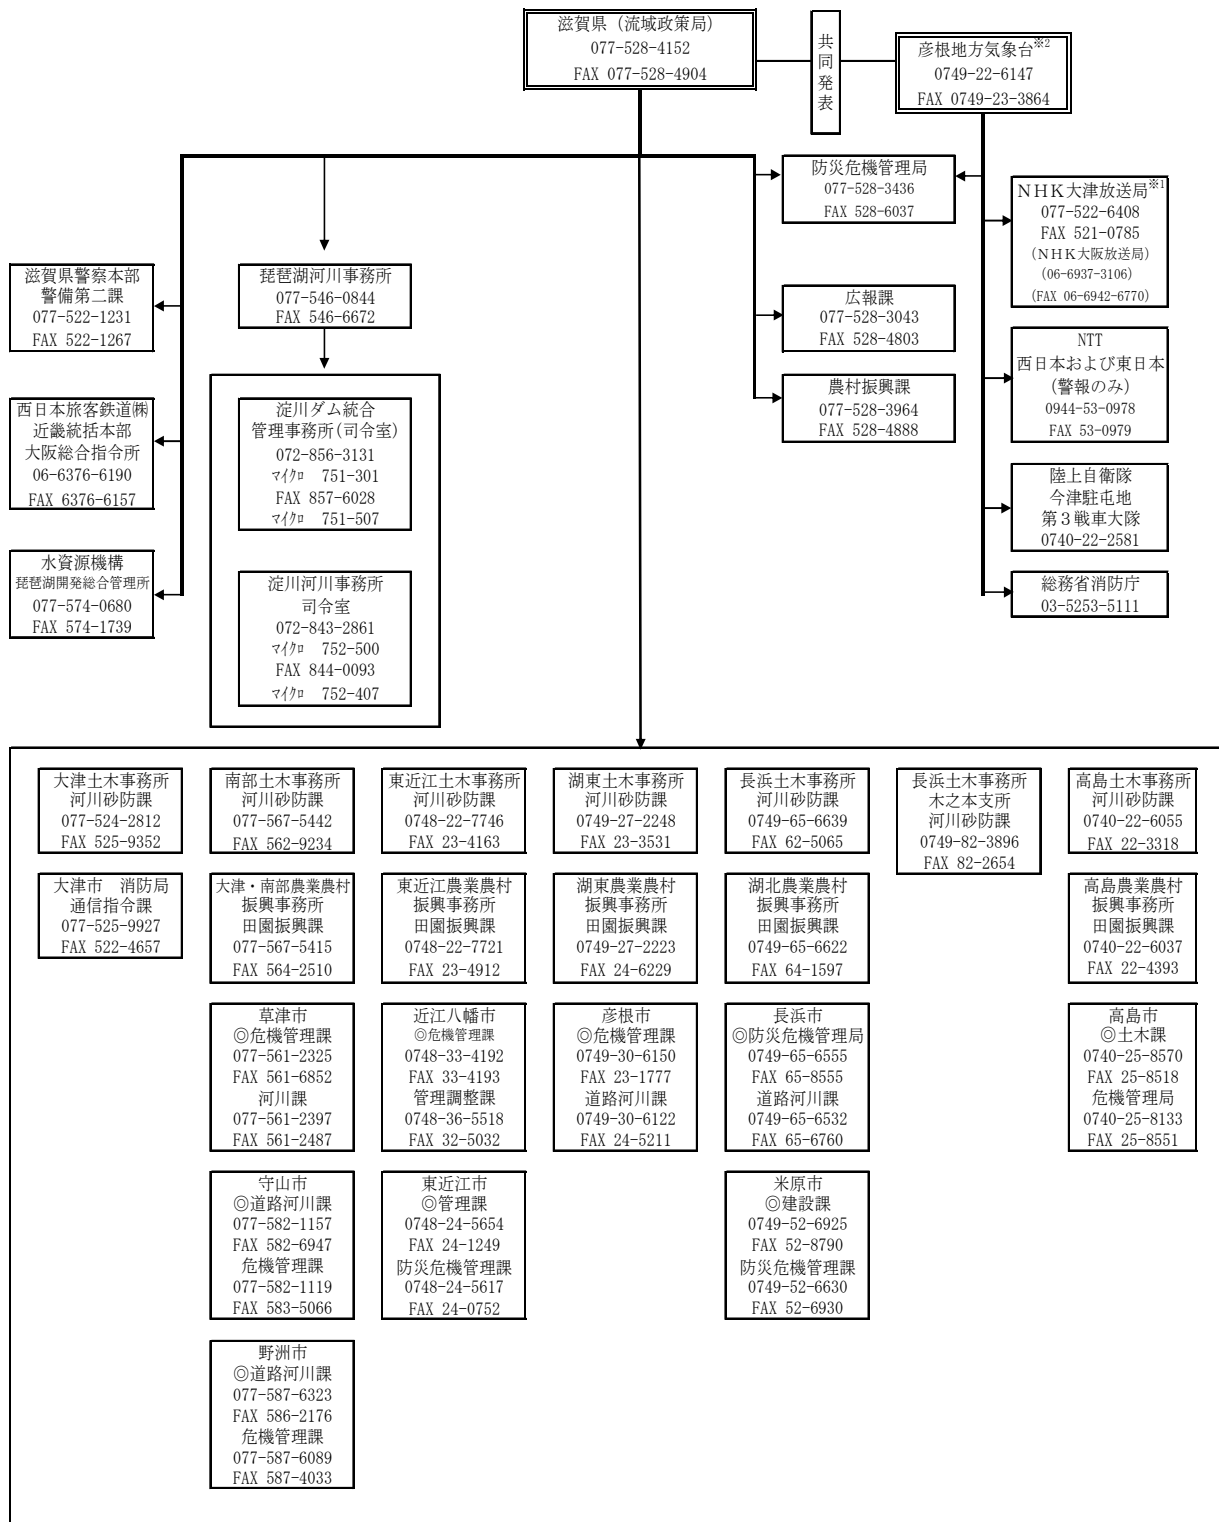 滋賀県（流域政策局）
077-528-4152
FAX 077-528-4904
共
同
発
表
彦根地方気象台※2
0749-22-6147
FAX 0749-23-3864
防災危機管理局
077-528-3436
FAX 528-6037
NHK大津放送局※1
077-522-6408
FAX 521-0785
(NHK大阪放送局)
(06-6937-3106)
(FAX 06-6942-6770)
滋賀県警察本部
警備第二課
077-522-1231
FAX 522-1267
琵琶湖河川事務所
077-546-0844
FAX 546-6672
広報課
077-528-3043
FAX 528-4803
NTT
西日本および東日本
(警報のみ)
0944-53-0978
FAX 53-0979
西日本旅客鉄道㈱
近畿統括本部
大阪総合指令所
06-6376-6190
FAX 6376-6157
淀川ダム統合
管理事務所(司令室)
072-856-3131
ﾏｲｸﾛ 751-301
FAX 857-6028
ﾏｲｸﾛ 751-507
農村振興課
077-528-3964
FAX 528-4888
陸上自衛隊
今津駐屯地
第３戦車大隊
0740-22-2581
水資源機構
琵琶湖開発総合管理所
077-574-0680
FAX 574-1739
淀川河川事務所
司令室
072-843-2861
ﾏｲｸﾛ 752-500
FAX 844-0093
ﾏｲｸﾛ 752-407
総務省消防庁
03-5253-5111
大津土木事務所
河川砂防課
077-524-2812
FAX 525-9352
南部土木事務所
河川砂防課
077-567-5442
FAX 562-9234
東近江土木事務所
河川砂防課
0748-22-7746
FAX 23-4163
湖東土木事務所
河川砂防課
0749-27-2248
FAX 23-3531
長浜土木事務所
河川砂防課
0749-65-6639
FAX 62-5065
長浜土木事務所
木之本支所
河川砂防課
0749-82-3896
FAX 82-2654
高島土木事務所
河川砂防課
0740-22-6055
FAX 22-3318
大津市　消防局
通信指令課
077-525-9927
FAX 522-4657
大津・南部農業農村
振興事務所
田園振興課
077-567-5415
FAX 564-2510
東近江農業農村
振興事務所
田園振興課
0748-22-7721
FAX 23-4912
湖東農業農村
振興事務所
田園振興課
0749-27-2223
FAX 24-6229
湖北農業農村
振興事務所
田園振興課
0749-65-6622
FAX 64-1597
高島農業農村
振興事務所
田園振興課
0740-22-6037
FAX 22-4393
草津市
◎危機管理課
077-561-2325
FAX 561-6852
河川課
077-561-2397
FAX 561-2487
近江八幡市
◎危機管理課
0748-33-4192
FAX 33-4193
管理調整課
0748-36-5518
FAX 32-5032
彦根市
◎危機管理課
0749-30-6150
FAX 23-1777
道路河川課
0749-30-6122
FAX 24-5211
長浜市
◎防災危機管理局
0749-65-6555
FAX 65-8555
道路河川課
0749-65-6532
FAX 65-6760
高島市
◎土木課
0740-25-8570
FAX 25-8518
危機管理局
0740-25-8133
FAX 25-8551
守山市
◎道路河川課
077-582-1157
FAX 582-6947
危機管理課
077-582-1119
FAX 583-5066
東近江市
◎管理課
0748-24-5654
FAX 24-1249
防災危機管理課
0748-24-5617
FAX 24-0752
米原市
◎建設課
0749-52-6925
FAX 52-8790
防災危機管理課
0749-52-6630
FAX 52-6930
野洲市
◎道路河川課
077-587-6323
FAX 586-2176
危機管理課
077-587-6089
FAX 587-4033